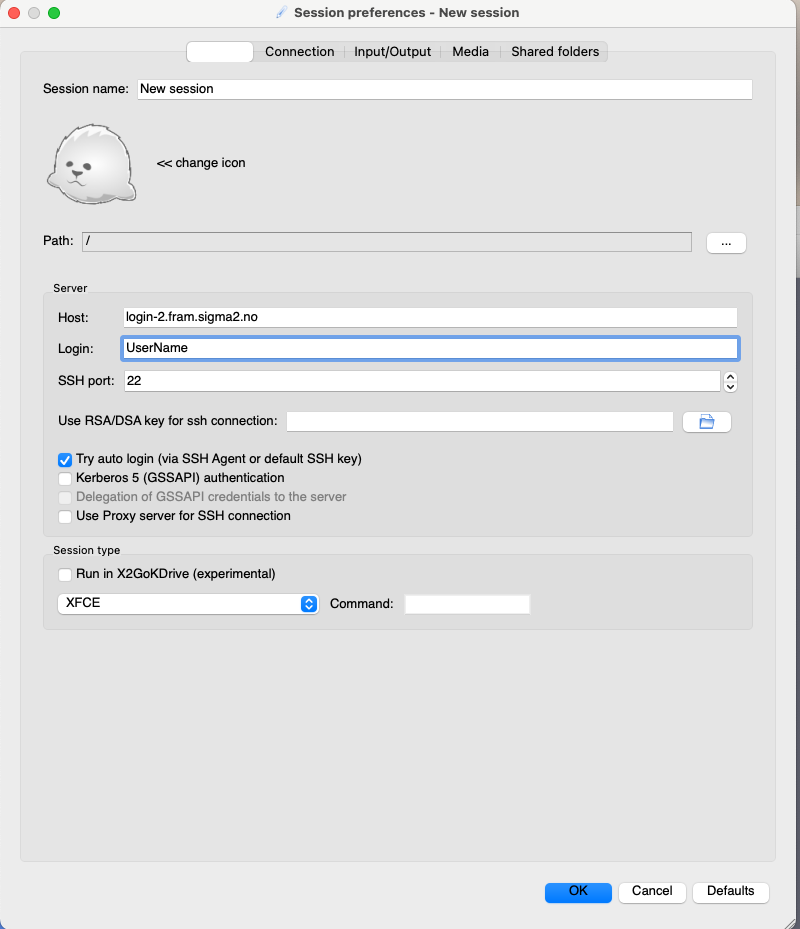 Session preferences - New session
Connection Input/Output Media Shared folders
Session name: New session
<< change icon
Path: / ...
Server
Host: login-2.fram.sigma2.no
Login: UserName
SSH port: 22
Use RSA/DSA key for ssh connection:
Try auto login (via SSH Agent or default SSH key)
Kerberos 5 (GSSAPI) authentication
Delegation of GSSAPI credentials to the server
Use Proxy server for SSH connection
Session type
Run in X2GoKDrive (experimental)
XFCE Command:
OK Cancel Defaults